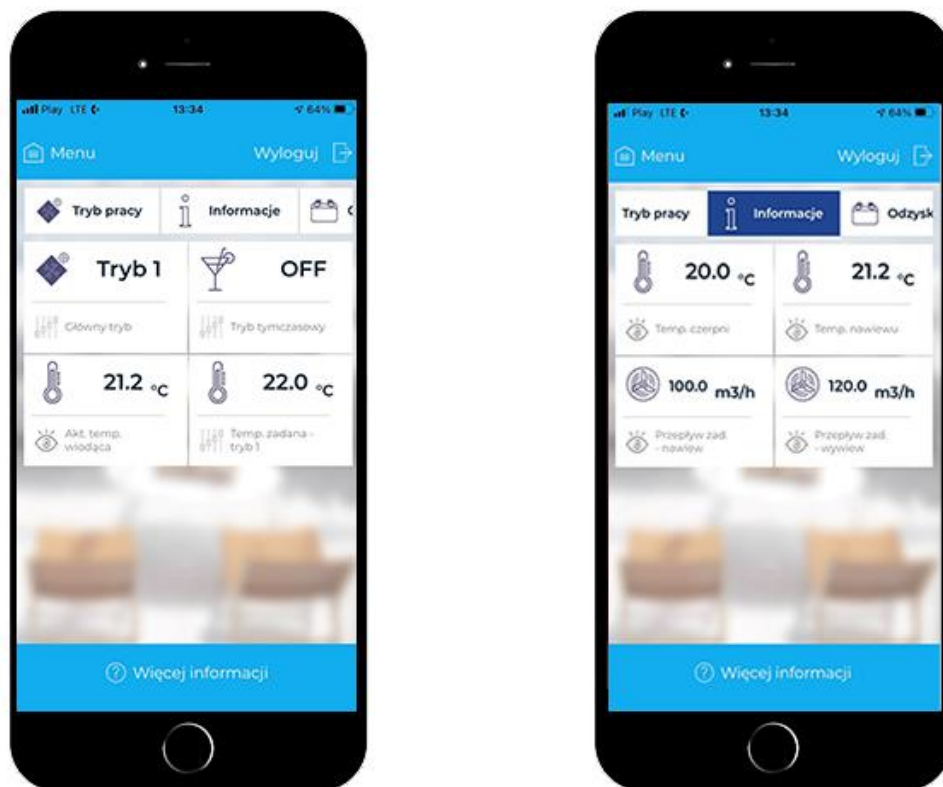 Play LTE
13:34
64%
Menu
Wyloguj
Tryb pracy
Informacje
Tryb 1
OFF
Główny tryb
Tryb tymczasowy
21.2 °C
22.0 °C
Akt. temp.
wiodąca
Temp. zadana -
tryb 1
Więcej informacji
Play LTE
13:34
64%
Menu
Wyloguj
Tryb pracy
Informacje
Odzysk
20.0 °C
21.2 °C
Temp. czerpni
Temp. nawiewu
100.0 m3/h
120.0 m3/h
Przepływ zad.
- nawiew
Przepływ zad.
- wywiew
Więcej informacji